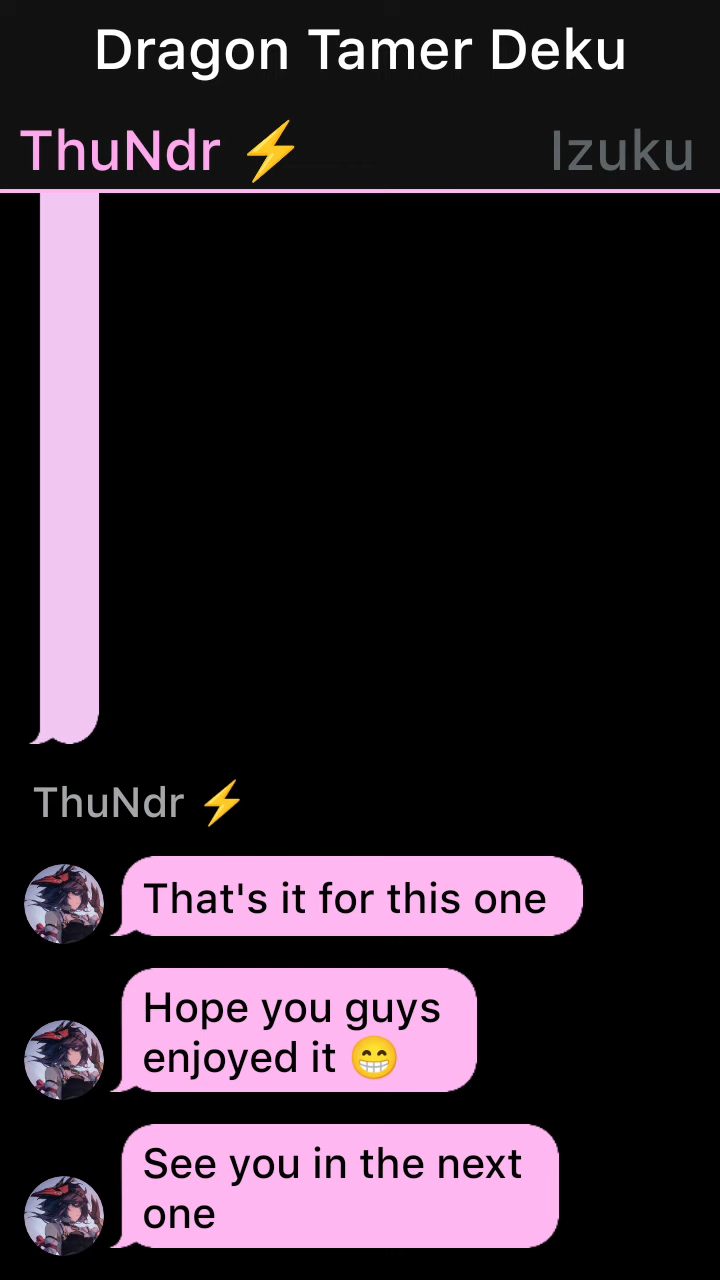 Dragon Tamer Deku
ThuNdr ⚡ Izuku
ThuNdr ⚡
That's it for this one
Hope you guys
enjoyed it 😁
See you in the next
one